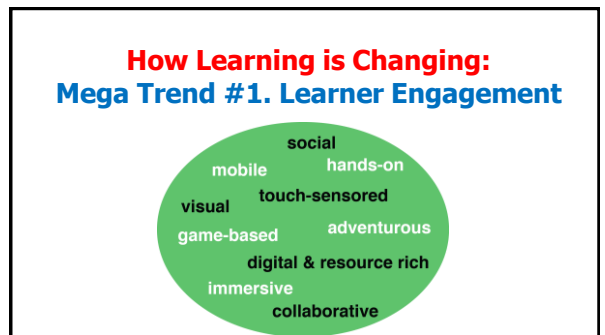 How Learning is Changing:
Mega Trend #1. Learner Engagement
social
mobile
hands-on
touch-sensored
visual
game-based
adventurous
digital & resource rich
immersive
collaborative